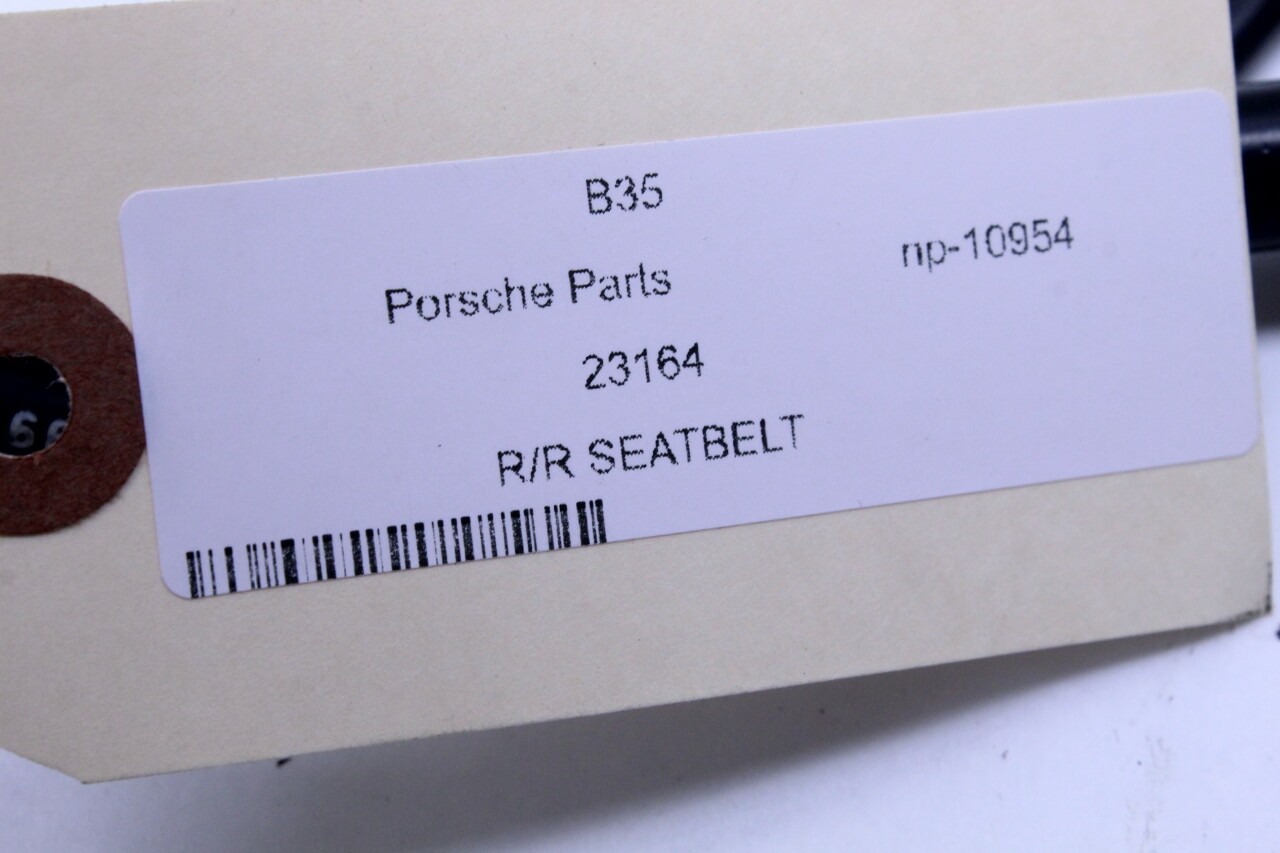 B35
np-10954
Porsche Parts
23164
R/R SEATBELT